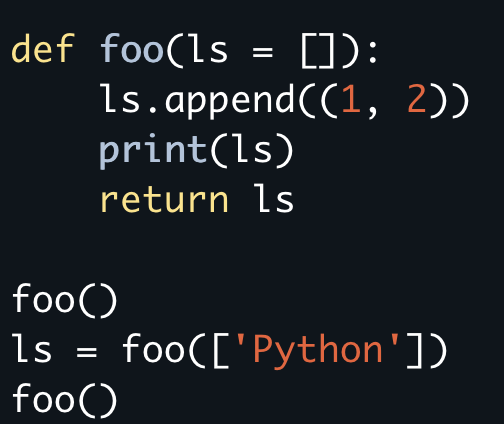 def foo(ls = []):
    ls.append((1, 2))
    print(ls)
    return ls

foo()
ls = foo(['Python'])
foo()